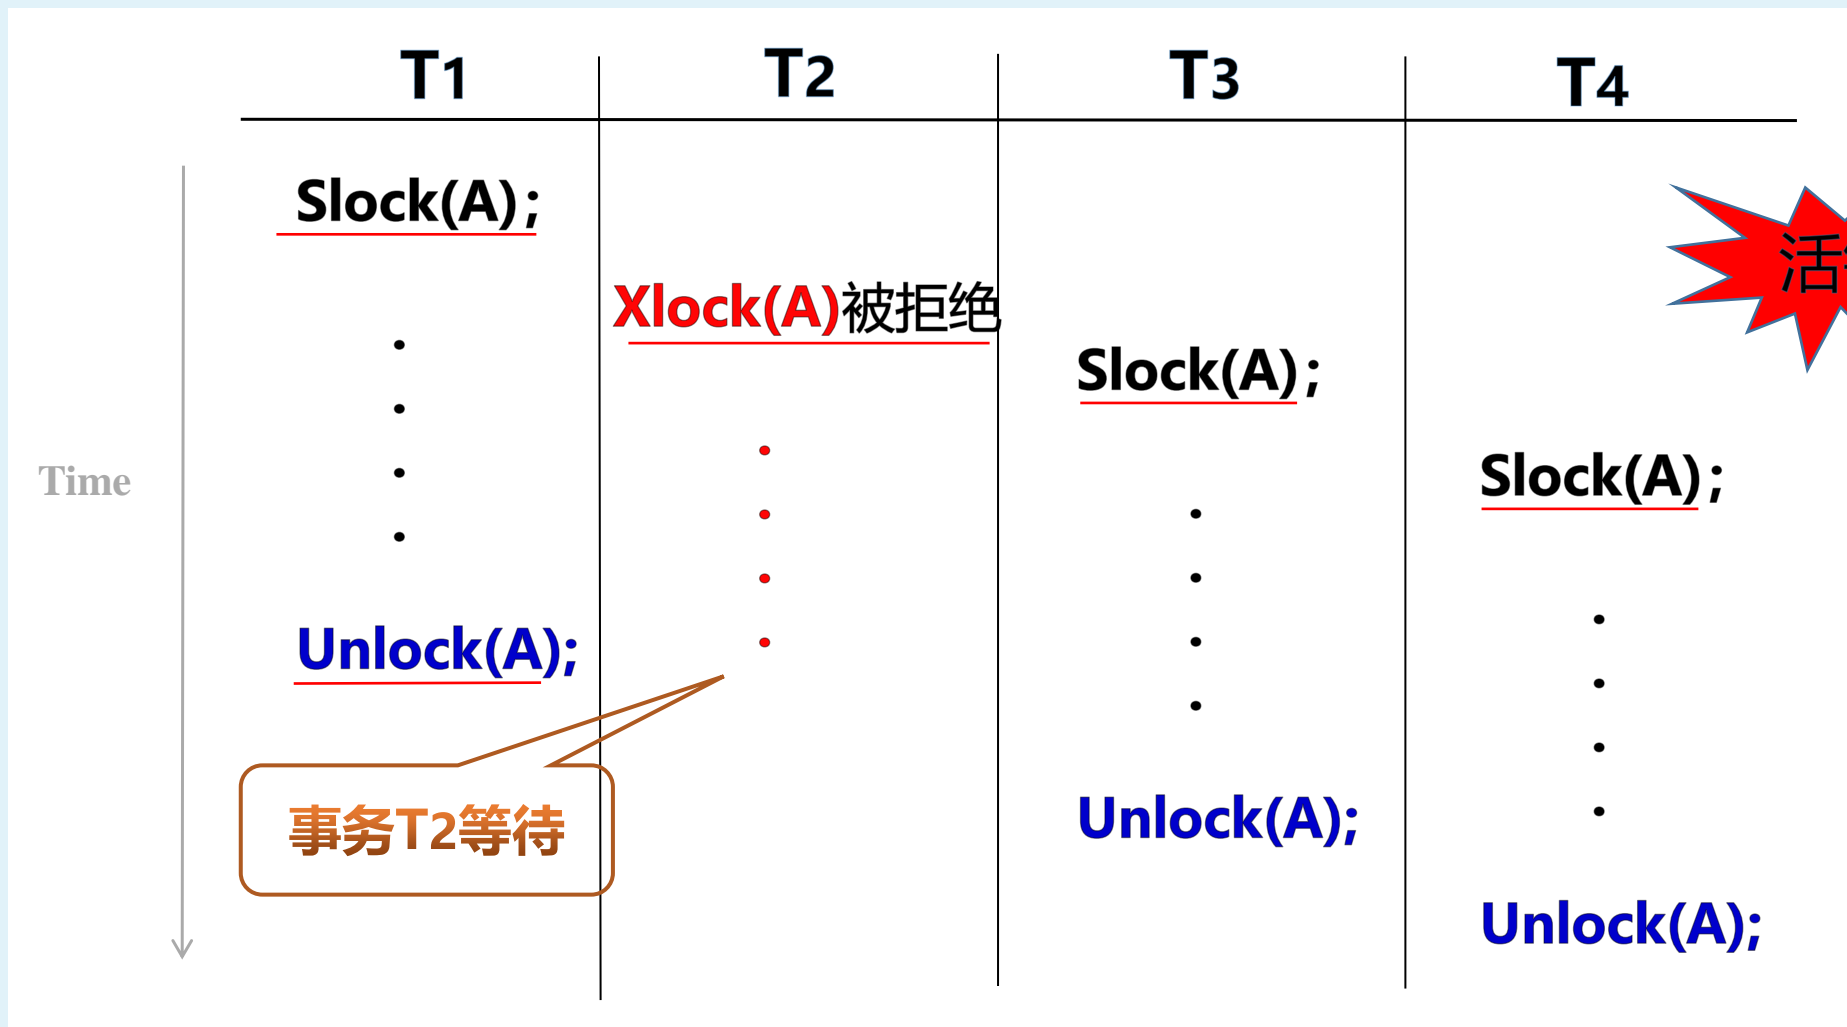 T1 T2 T3 T4
Slock(A);
Xlock(A)被拒绝
Slock(A);
Slock(A);
Time
Unlock(A);
事务T2等待
Unlock(A);
Unlock(A);
活